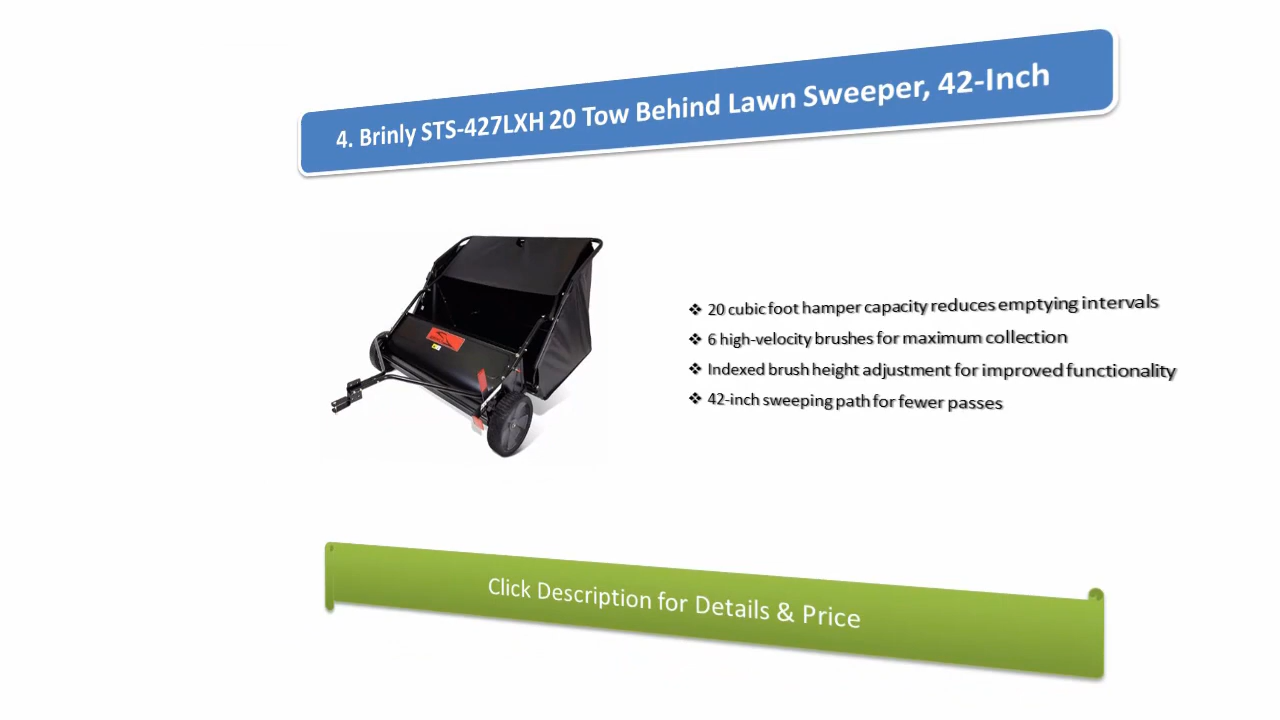 4. Brinly STS-427LXH 20 Tow Behind Lawn Sweeper, 42-Inch
❖ 20 cubic foot hamper capacity reduces emptying intervals
❖ 6 high-velocity brushes for maximum collection
❖ Indexed brush height adjustment for improved functionality
❖ 42-inch sweeping path for fewer passes
Click Description for Details & Price